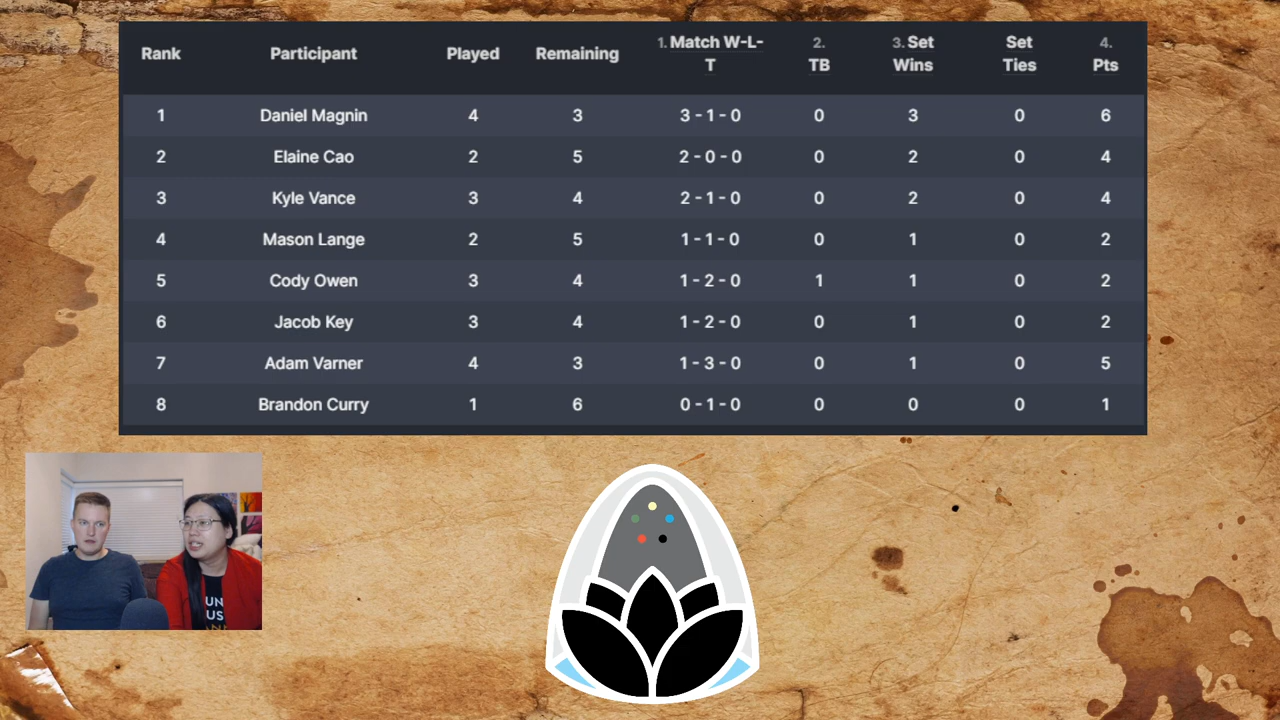 Rank Participant Played Remaining 1. Match W-L-T 2. TB 3. Set Wins Set Ties 4. Pts
1 Daniel Magnin 4 3 3 - 1 - 0 0 3 0 6
2 Elaine Cao 2 5 2 - 0 - 0 0 2 0 4
3 Kyle Vance 3 4 2 - 1 - 0 0 2 0 4
4 Mason Lange 2 5 1 - 1 - 0 0 1 0 2
5 Cody Owen 3 4 1 - 2 - 0 1 1 0 2
6 Jacob Key 3 4 1 - 2 - 0 0 1 0 2
7 Adam Varner 4 3 1 - 3 - 0 0 1 0 5
8 Brandon Curry 1 6 0 - 1 - 0 0 0 0 1